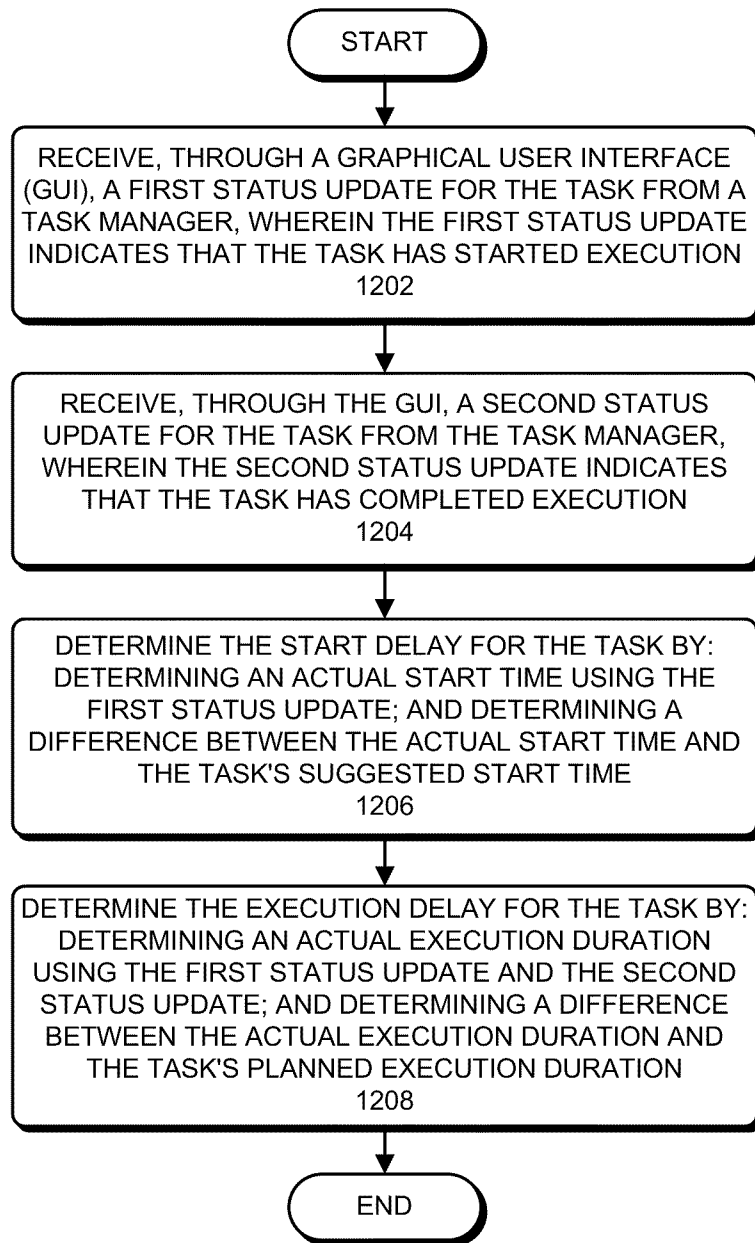 START
RECEIVE, THROUGH A GRAPHICAL USER INTERFACE
(GUI), A FIRST STATUS UPDATE FOR THE TASK FROM A
TASK MANAGER, WHEREIN THE FIRST STATUS UPDATE
INDICATES THAT THE TASK HAS STARTED EXECUTION
1202
RECEIVE, THROUGH THE GUI, A SECOND STATUS
UPDATE FOR THE TASK FROM THE TASK MANAGER,
WHEREIN THE SECOND STATUS UPDATE INDICATES
THAT THE TASK HAS COMPLETED EXECUTION
1204
DETERMINE THE START DELAY FOR THE TASK BY:
DETERMINING AN ACTUAL START TIME USING THE
FIRST STATUS UPDATE; AND DETERMINING A
DIFFERENCE BETWEEN THE ACTUAL START TIME AND
THE TASK'S SUGGESTED START TIME
1206
DETERMINE THE EXECUTION DELAY FOR THE TASK BY:
DETERMINING AN ACTUAL EXECUTION DURATION
USING THE FIRST STATUS UPDATE AND THE SECOND
STATUS UPDATE; AND DETERMINING A DIFFERENCE
BETWEEN THE ACTUAL EXECUTION DURATION AND
THE TASK'S PLANNED EXECUTION DURATION
1208
END